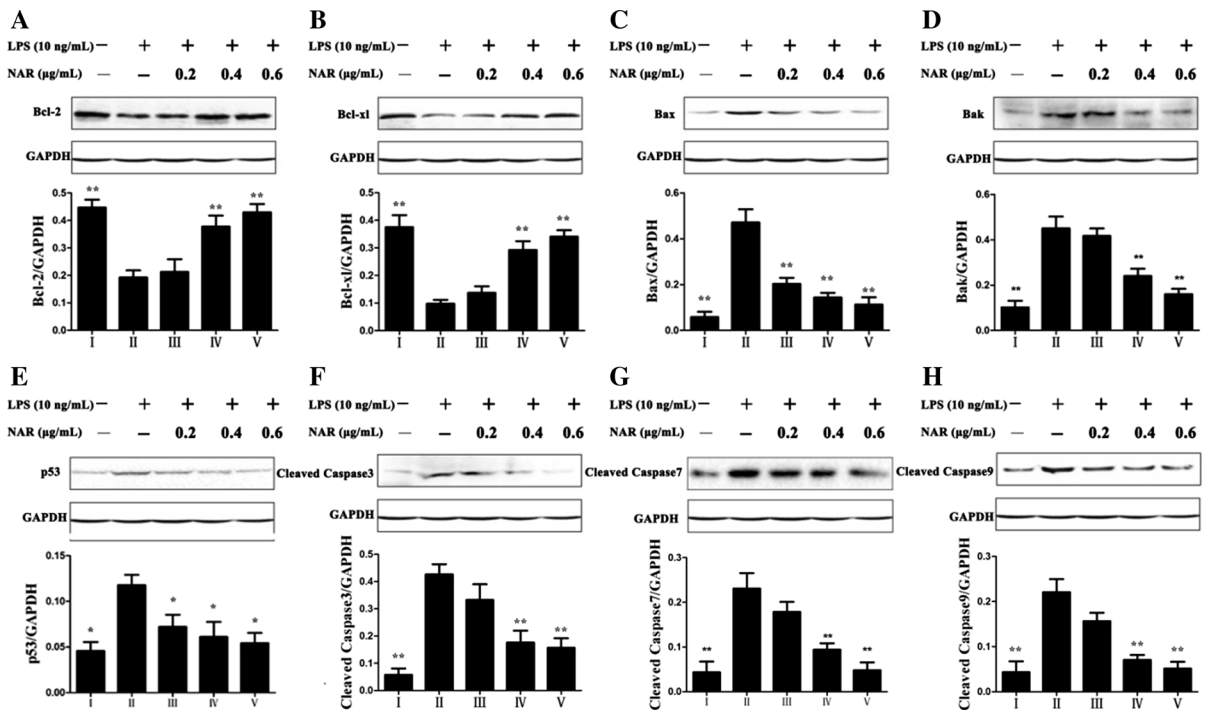 A
LPS (10 ng/mL) — + + + +
NAR (μg/mL) — – 0.2 0.4 0.6
Bcl-2
GAPDH
Bcl-2/GAPDH
0.5
0.4
0.3
0.2
0.1
0.0
** ** **
I II III IV V
B
LPS (10 ng/mL) — + + + +
NAR (μg/mL) — – 0.2 0.4 0.6
Bcl-xl
GAPDH
Bcl-xl/GAPDH
0.5
0.4
0.3
0.2
0.1
0.0
** ** **
I II III IV V
C
LPS (10 ng/mL) — + + + +
NAR (μg/mL) — – 0.2 0.4 0.6
Bax
GAPDH
Bax/GAPDH
0.6
0.4
0.2
0.0
** ** ** **
I II III IV V
D
LPS (10 ng/mL) — + + + +
NAR (μg/mL) — – 0.2 0.4 0.6
Bak
GAPDH
Bak/GAPDH
0.6
0.4
0.2
0.0
** ** **
I II III IV V
E
LPS (10 ng/mL) — + + + +
NAR (μg/mL) — – 0.2 0.4 0.6
p53
GAPDH
p53/GAPDH
0.15
0.10
0.05
0.00
* * * *
I II III IV V
F
LPS (10 ng/mL) — + + + +
NAR (μg/mL) — – 0.2 0.4 0.6
Cleaved Caspase3
GAPDH
Cleaved Caspase3/GAPDH
0.5
0.4
0.3
0.2
0.1
0.0
** ** **
I II III IV V
G
LPS (10 ng/mL) — + + + +
NAR (μg/mL) — – 0.2 0.4 0.6
Cleaved Caspase7
GAPDH
Cleaved Caspase7/GAPDH
0.3
0.2
0.1
0.0
** ** **
I II III IV V
H
LPS (10 ng/mL) — + + + +
NAR (μg/mL) — – 0.2 0.4 0.6
Cleaved Caspase9
GAPDH
Cleaved Caspase9/GAPDH
0.3
0.2
0.1
0.0
** ** **
I II III IV V